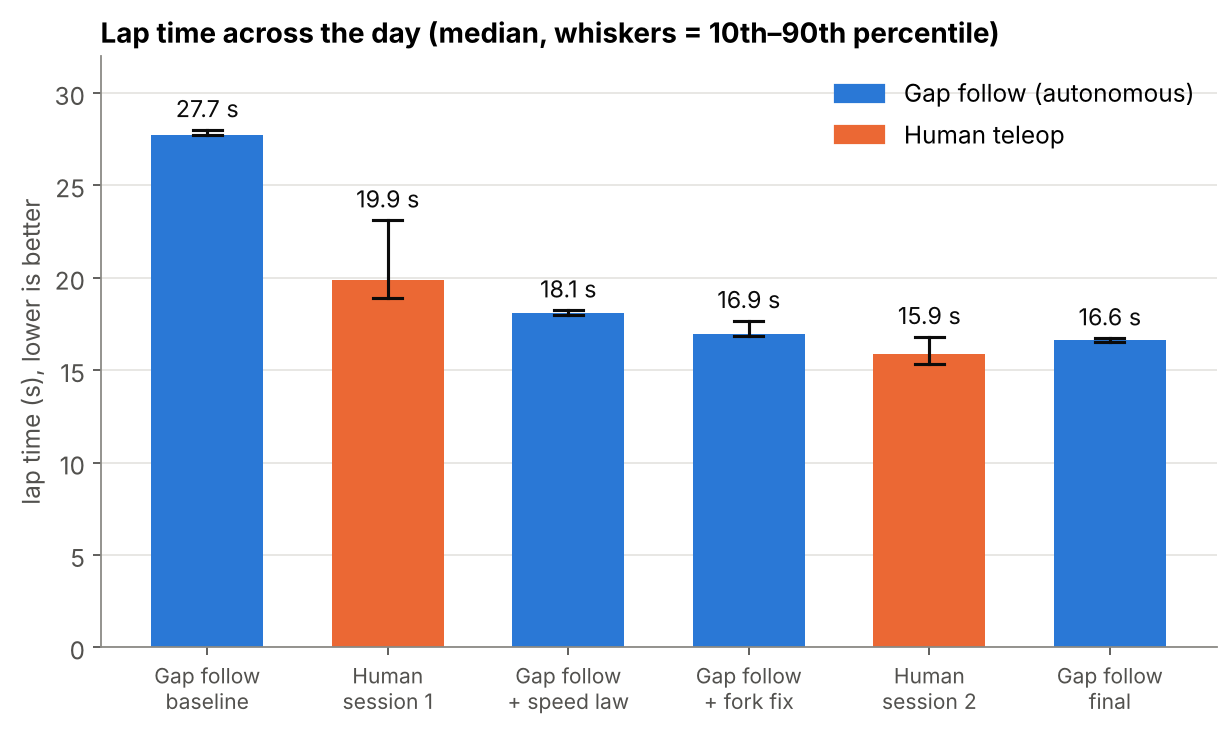 Lap time across the day (median, whiskers = 10th–90th percentile)
Gap follow (autonomous)
Human teleop
lap time (s), lower is better
30
25
20
15
10
5
0
27.7 s
19.9 s
18.1 s
16.9 s
15.9 s
16.6 s
Gap follow
baseline
Human
session 1
Gap follow
+ speed law
Gap follow
+ fork fix
Human
session 2
Gap follow
final